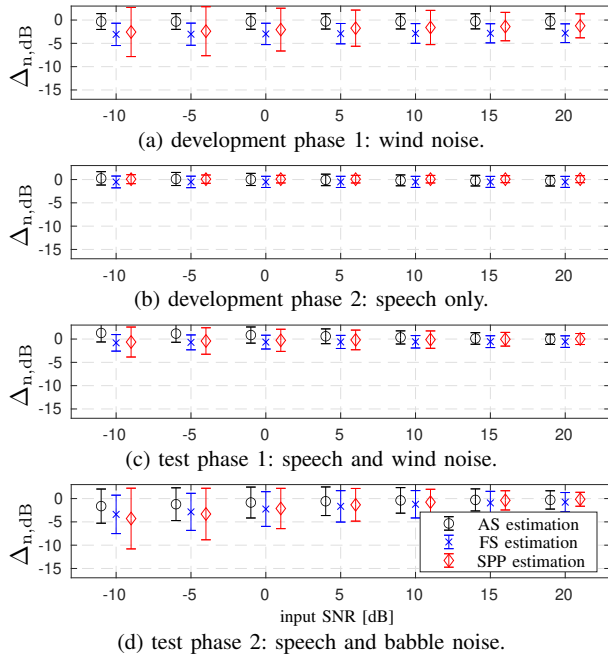 0
-5
-10
-15
Δn,dB
-10 -5 0 5 10 15 20
(a) development phase 1: wind noise.
0
-5
-10
-15
Δn,dB
-10 -5 0 5 10 15 20
(b) development phase 2: speech only.
0
-5
-10
-15
Δn,dB
-10 -5 0 5 10 15 20
(c) test phase 1: speech and wind noise.
0
-5
-10
-15
Δn,dB
AS estimation
FS estimation
SPP estimation
-10 -5 0 5 10 15 20
input SNR [dB]
(d) test phase 2: speech and babble noise.